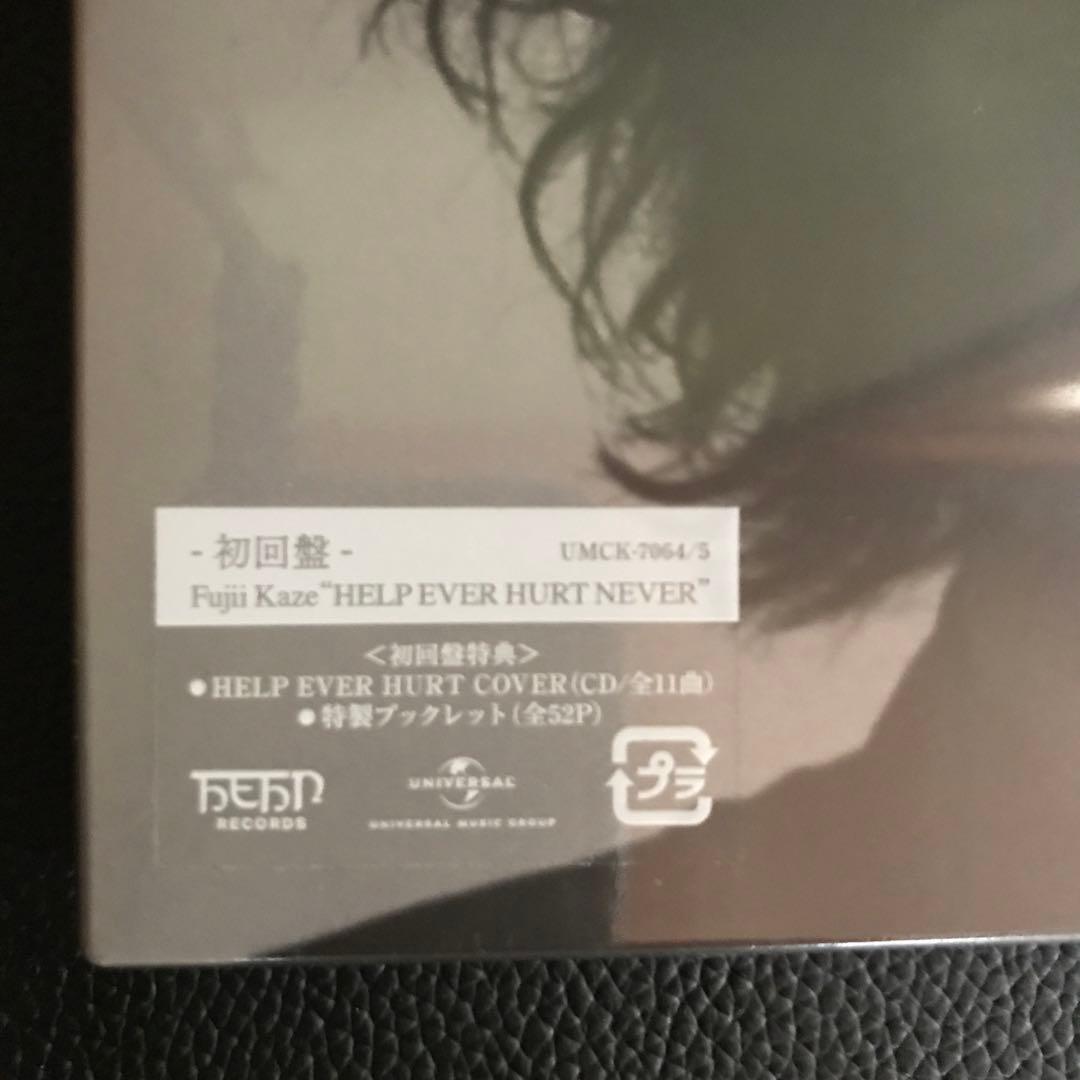 - 初回盤 - UMCK-7064/5
Fujii Kaze “HELP EVER HURT NEVER”
＜初回盤特典＞
●HELP EVER HURT COVER(CD/全11曲)
●特製ブックレット(全52P)
HEHN RECORDS
UNIVERSAL
UNIVERSAL MUSIC GROUP
プラ